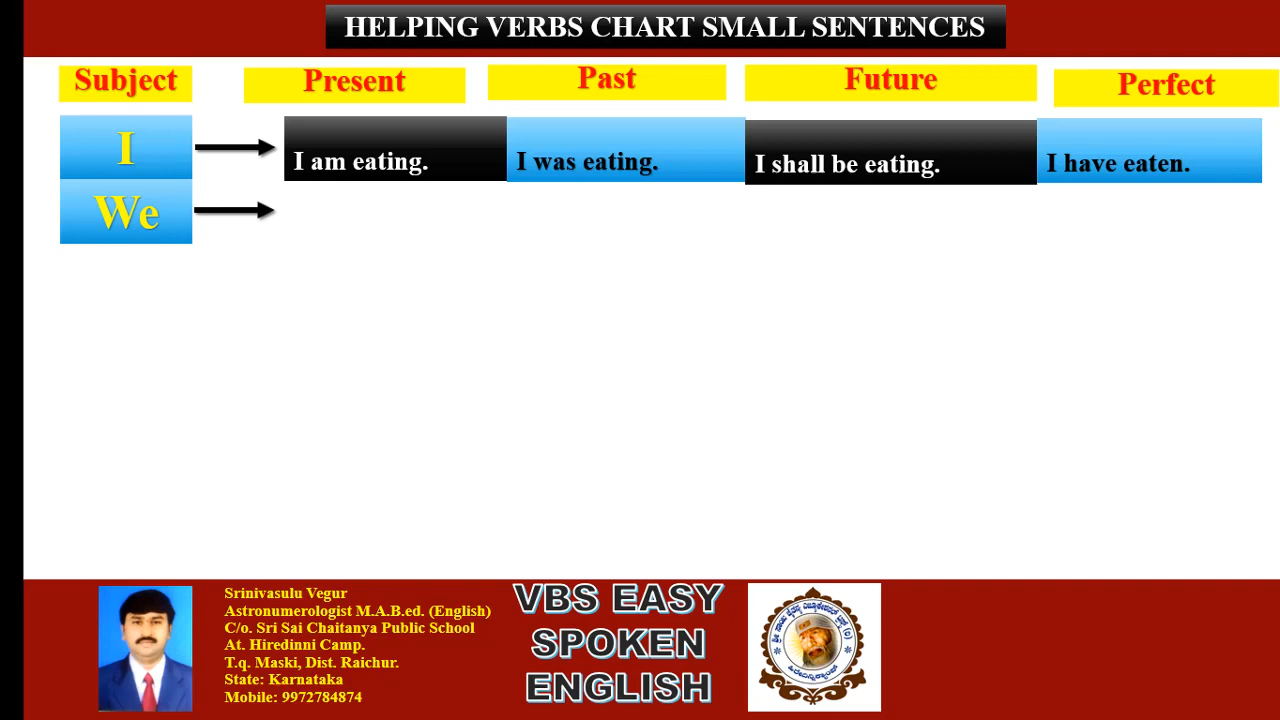 HELPING VERBS CHART SMALL SENTENCES
Subject Present Past Future Perfect
I I am eating. I was eating. I shall be eating. I have eaten.
We
Srinivasulu Vegur
Astronumerologist M.A.B.ed. (English)
C/o. Sri Sai Chaitanya Public School
At. Hiredinni Camp.
T.q. Maski, Dist. Raichur.
State: Karnataka
Mobile: 9972784874
VBS EASY
SPOKEN
ENGLISH